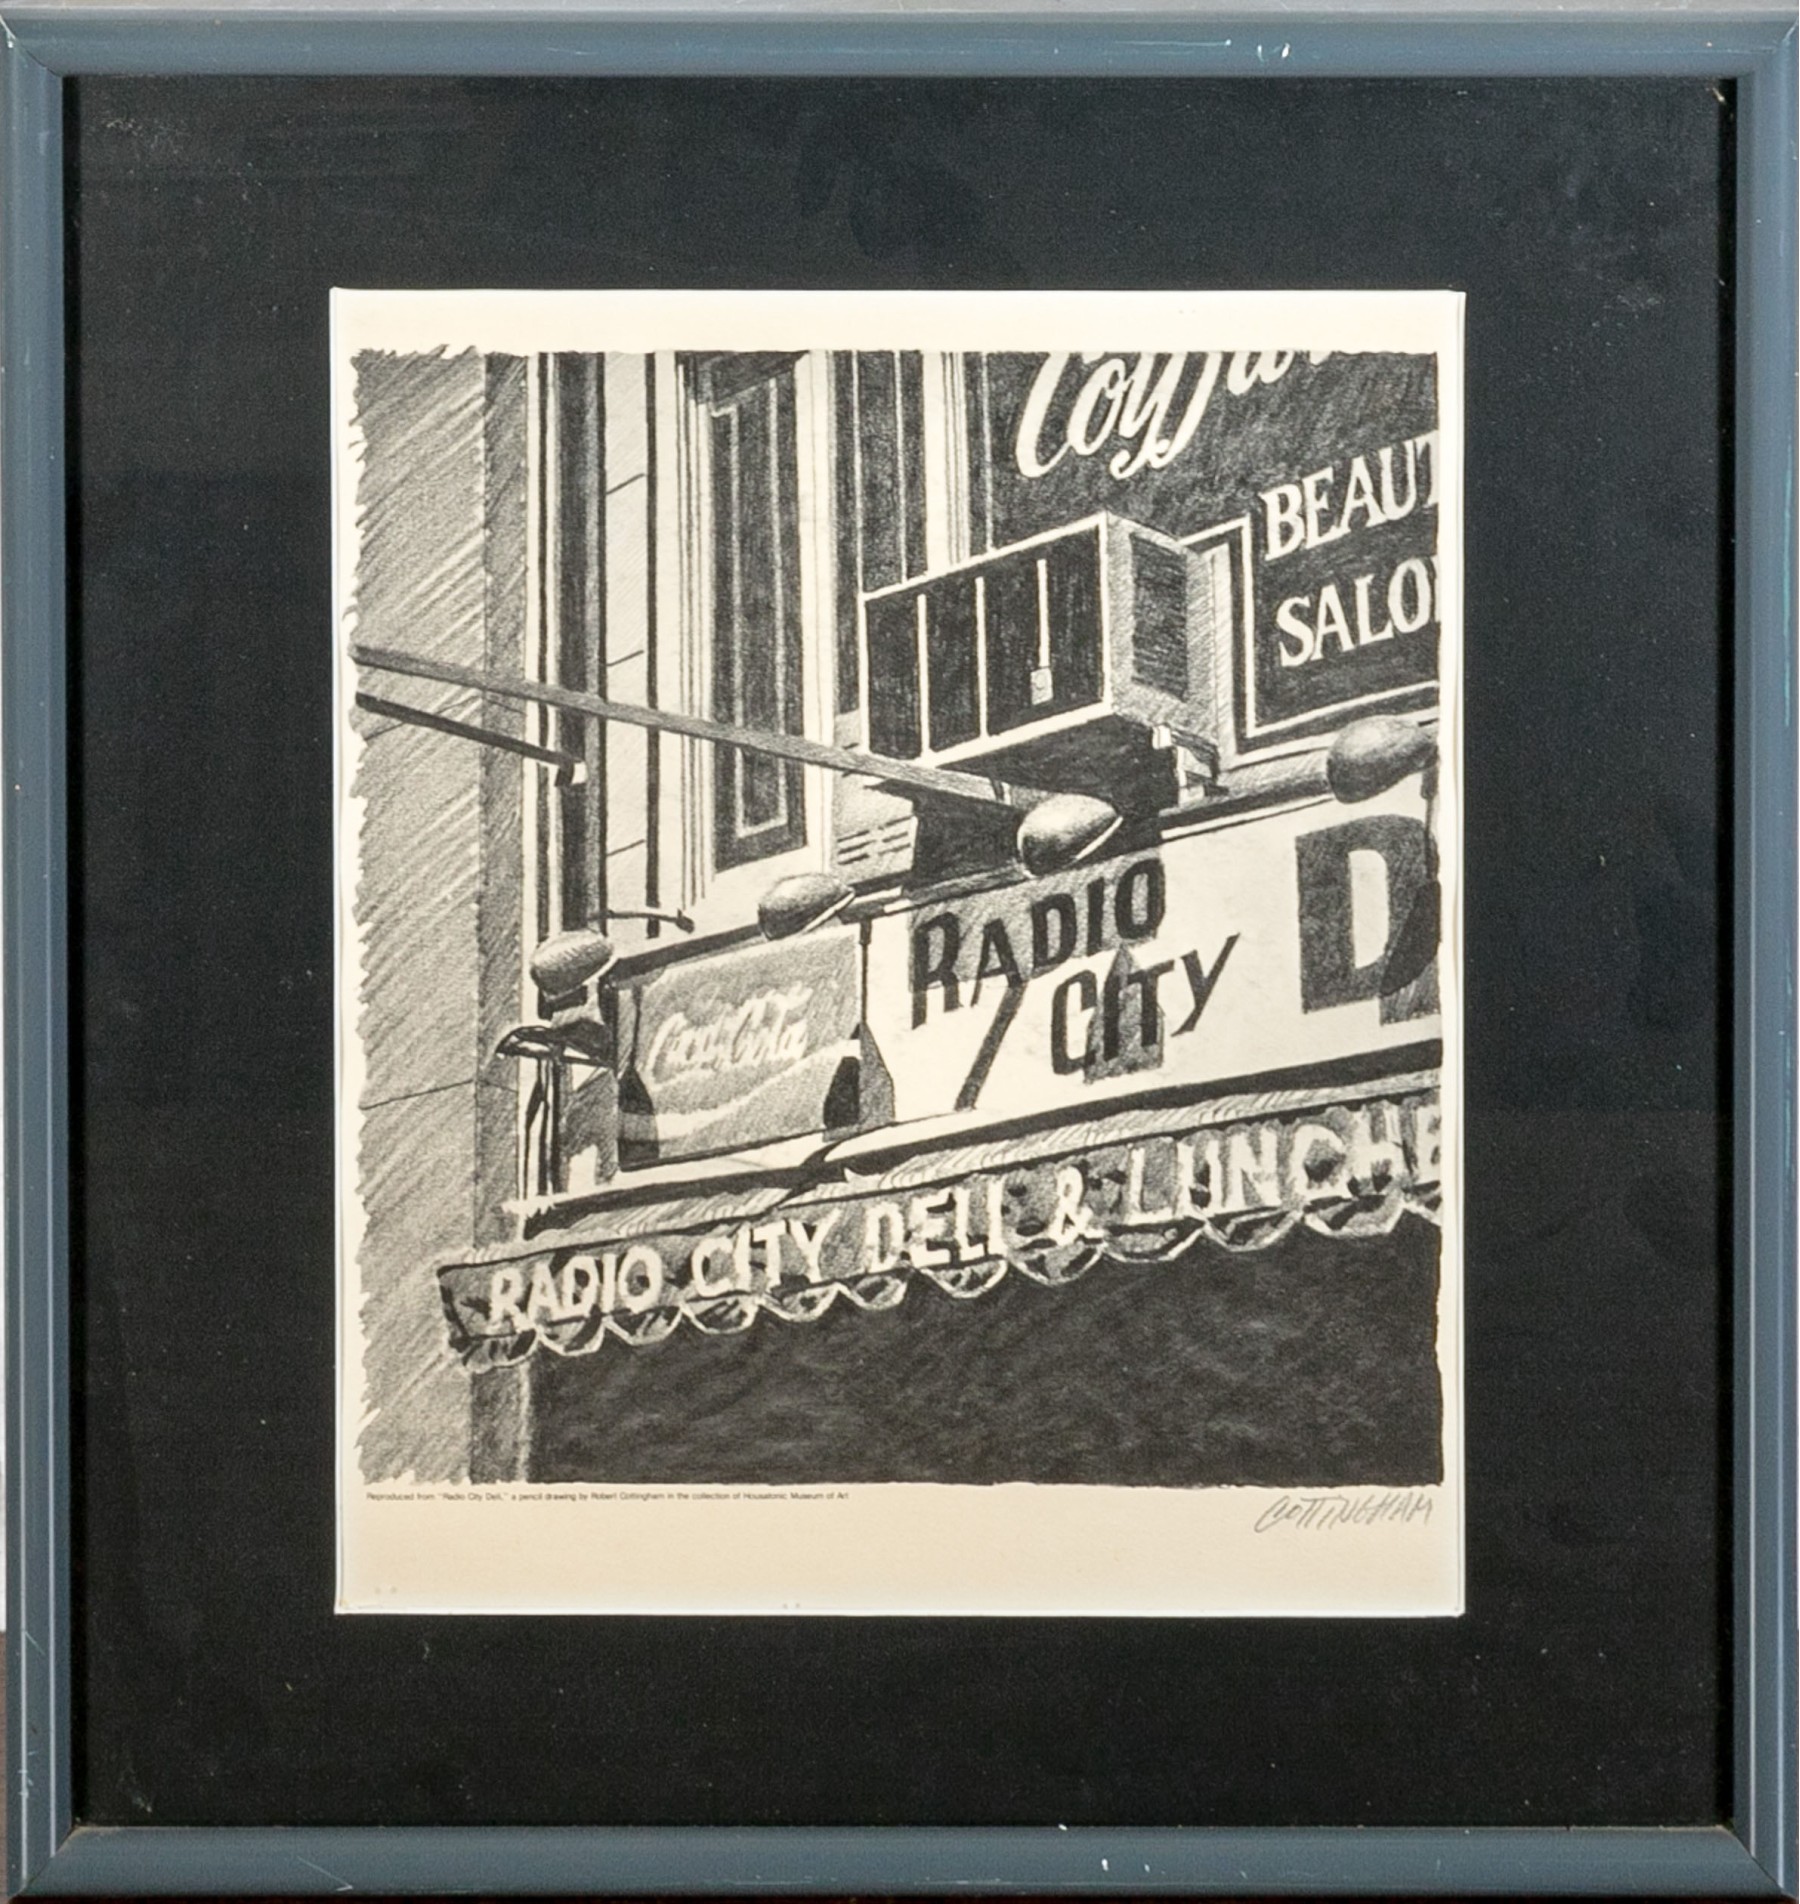 BEAUT
SALO
RADIO
CITY
D
Coca-Cola
RADIO CITY DELI & LUNCHE
Reproduced from "Radio City Deli," a pencil drawing by Robert Cottingham in the collection of Housatonic Museum of Art
COTTINGHAM